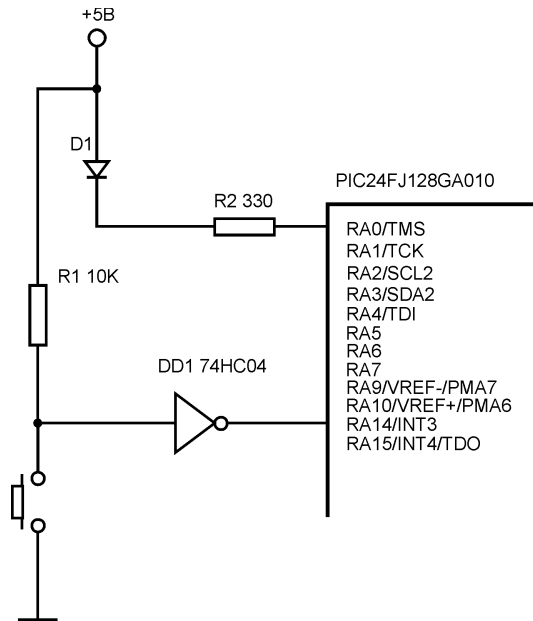 +5В
D1
R2 330
PIC24FJ128GA010
RA0/TMS
RA1/TCK
RA2/SCL2
RA3/SDA2
RA4/TDI
RA5
RA6
RA7
RA9/VREF-/PMA7
RA10/VREF+/PMA6
RA14/INT3
RA15/INT4/TDO
R1 10K
DD1 74HC04